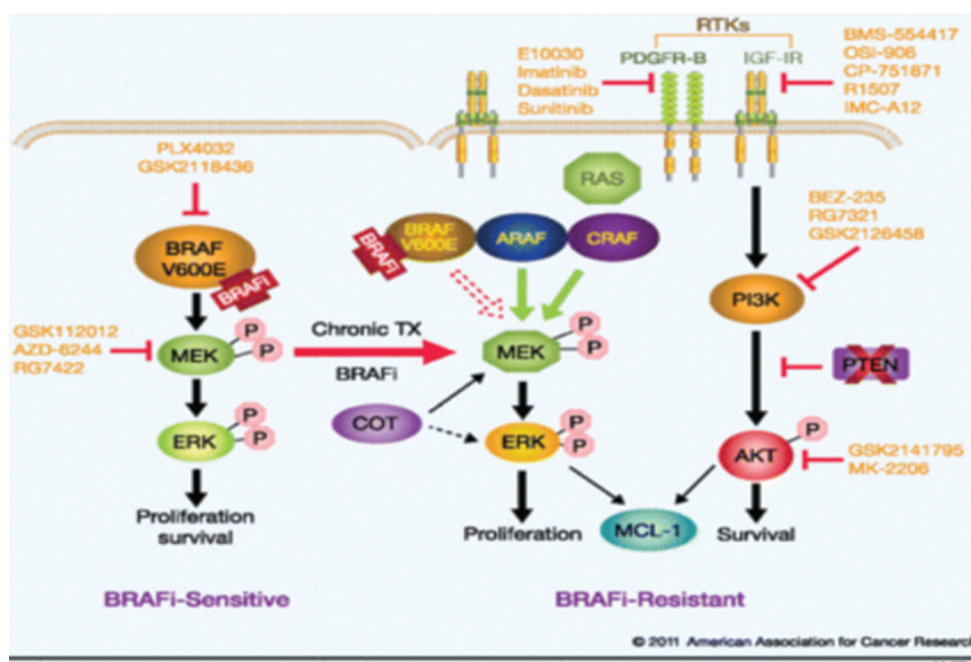 RTKs
PDGFR-B
IGF-IR
E10030
Imatinib
Dasatinib
Sunitinib
BMS-554417
OSI-906
CP-751871
R1507
IMC-A12
PLX4032
GSK2118436
BRAF
V600E
BRAFi
GSK112012
AZD-6244
RG7422
MEK
P
P
ERK
P
P
Proliferation
survival
BRAFi-Sensitive
Chronic TX
BRAFi
COT
RAS
BRAF
V600E
BRAFi
ARAF
CRAF
MEK
P
P
ERK
P
P
Proliferation
MCL-1
BEZ-235
RG7321
GSK2126458
PI3K
PTEN
AKT
P
GSK2141795
MK-2206
Survival
BRAFi-Resistant
© 2011 American Association for Cancer Research